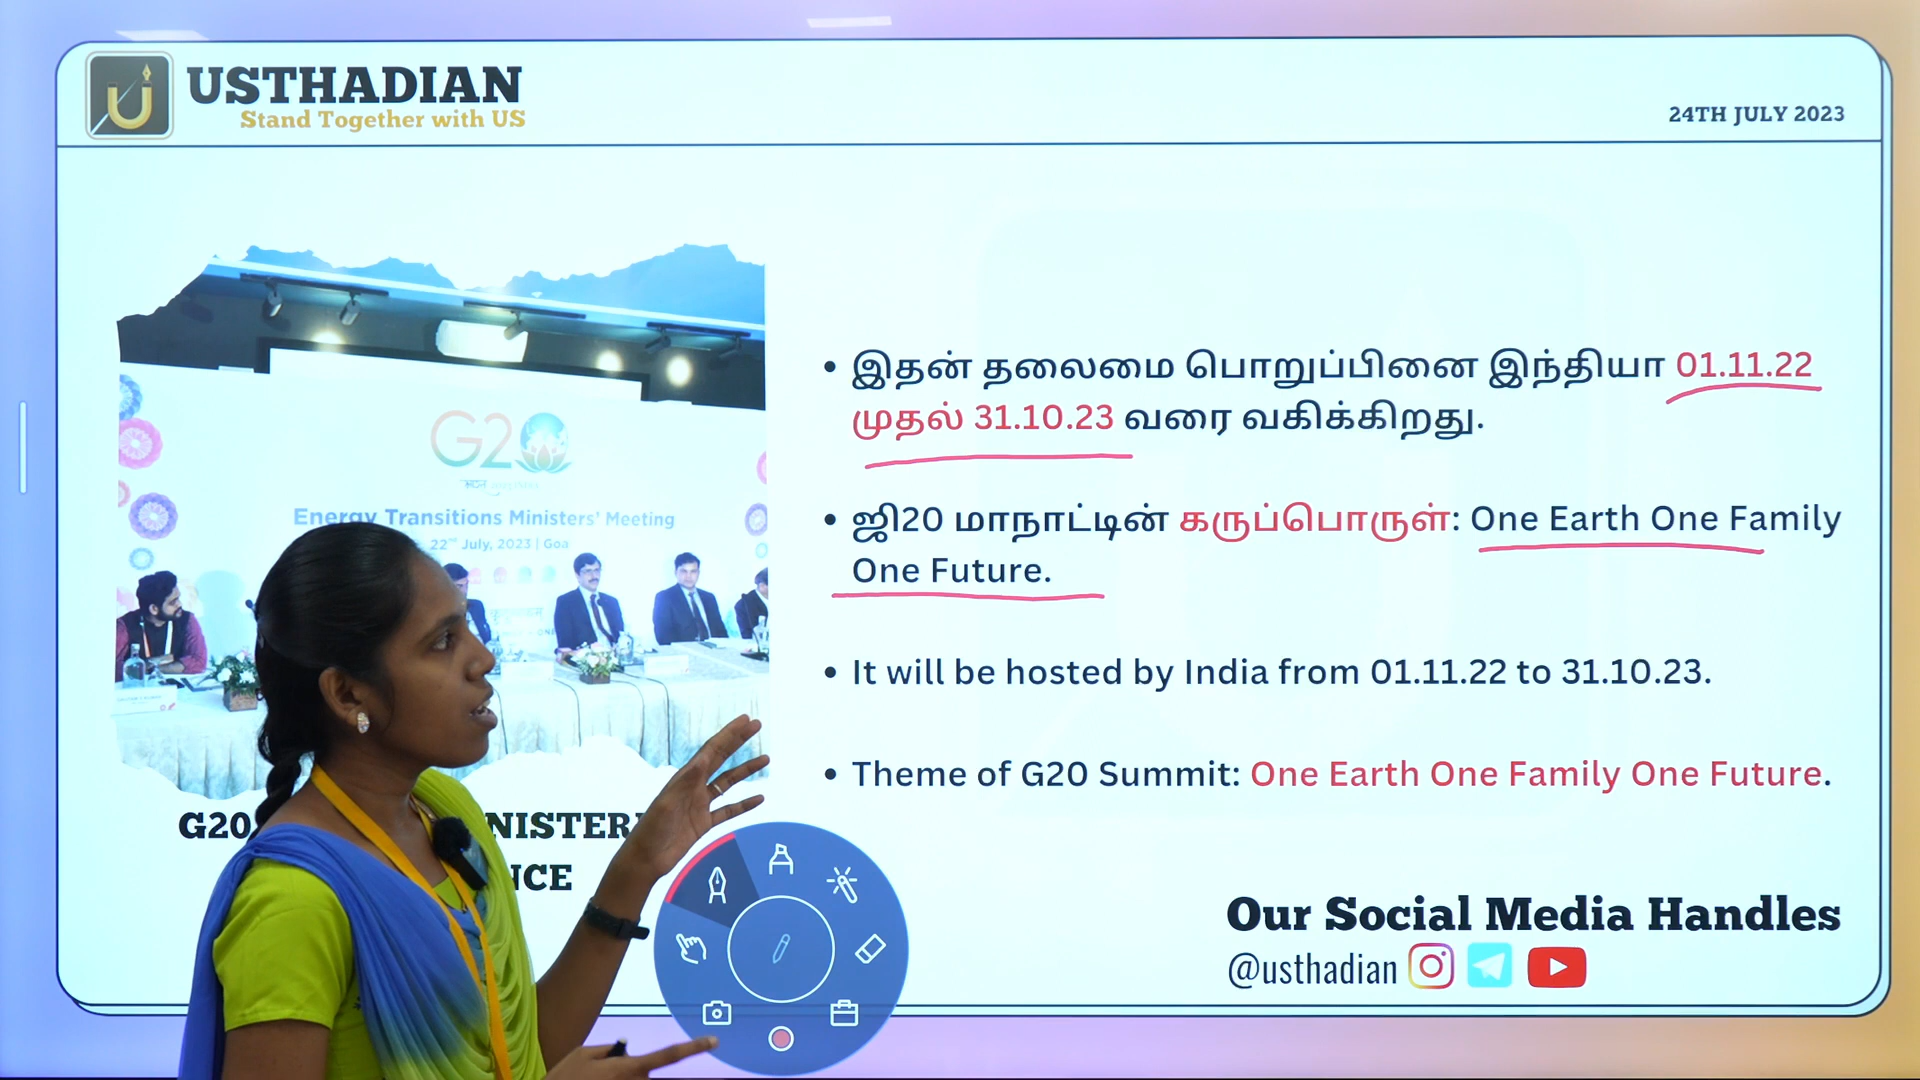 USTHADIAN
Stand Together with US
24TH JULY 2023
G20
Energy Transitions Ministers' Meeting
22nd July, 2023 | Goa
G20
• இதன் தலைமை பொறுப்பினை இந்தியா 01.11.22
முதல் 31.10.23 வரை வகிக்கிறது.
• ஜி20 மாநாட்டின் கருப்பொருள்: One Earth One Family
One Future.
• It will be hosted by India from 01.11.22 to 31.10.23.
• Theme of G20 Summit: One Earth One Family One Future.
Our Social Media Handles
@usthadian